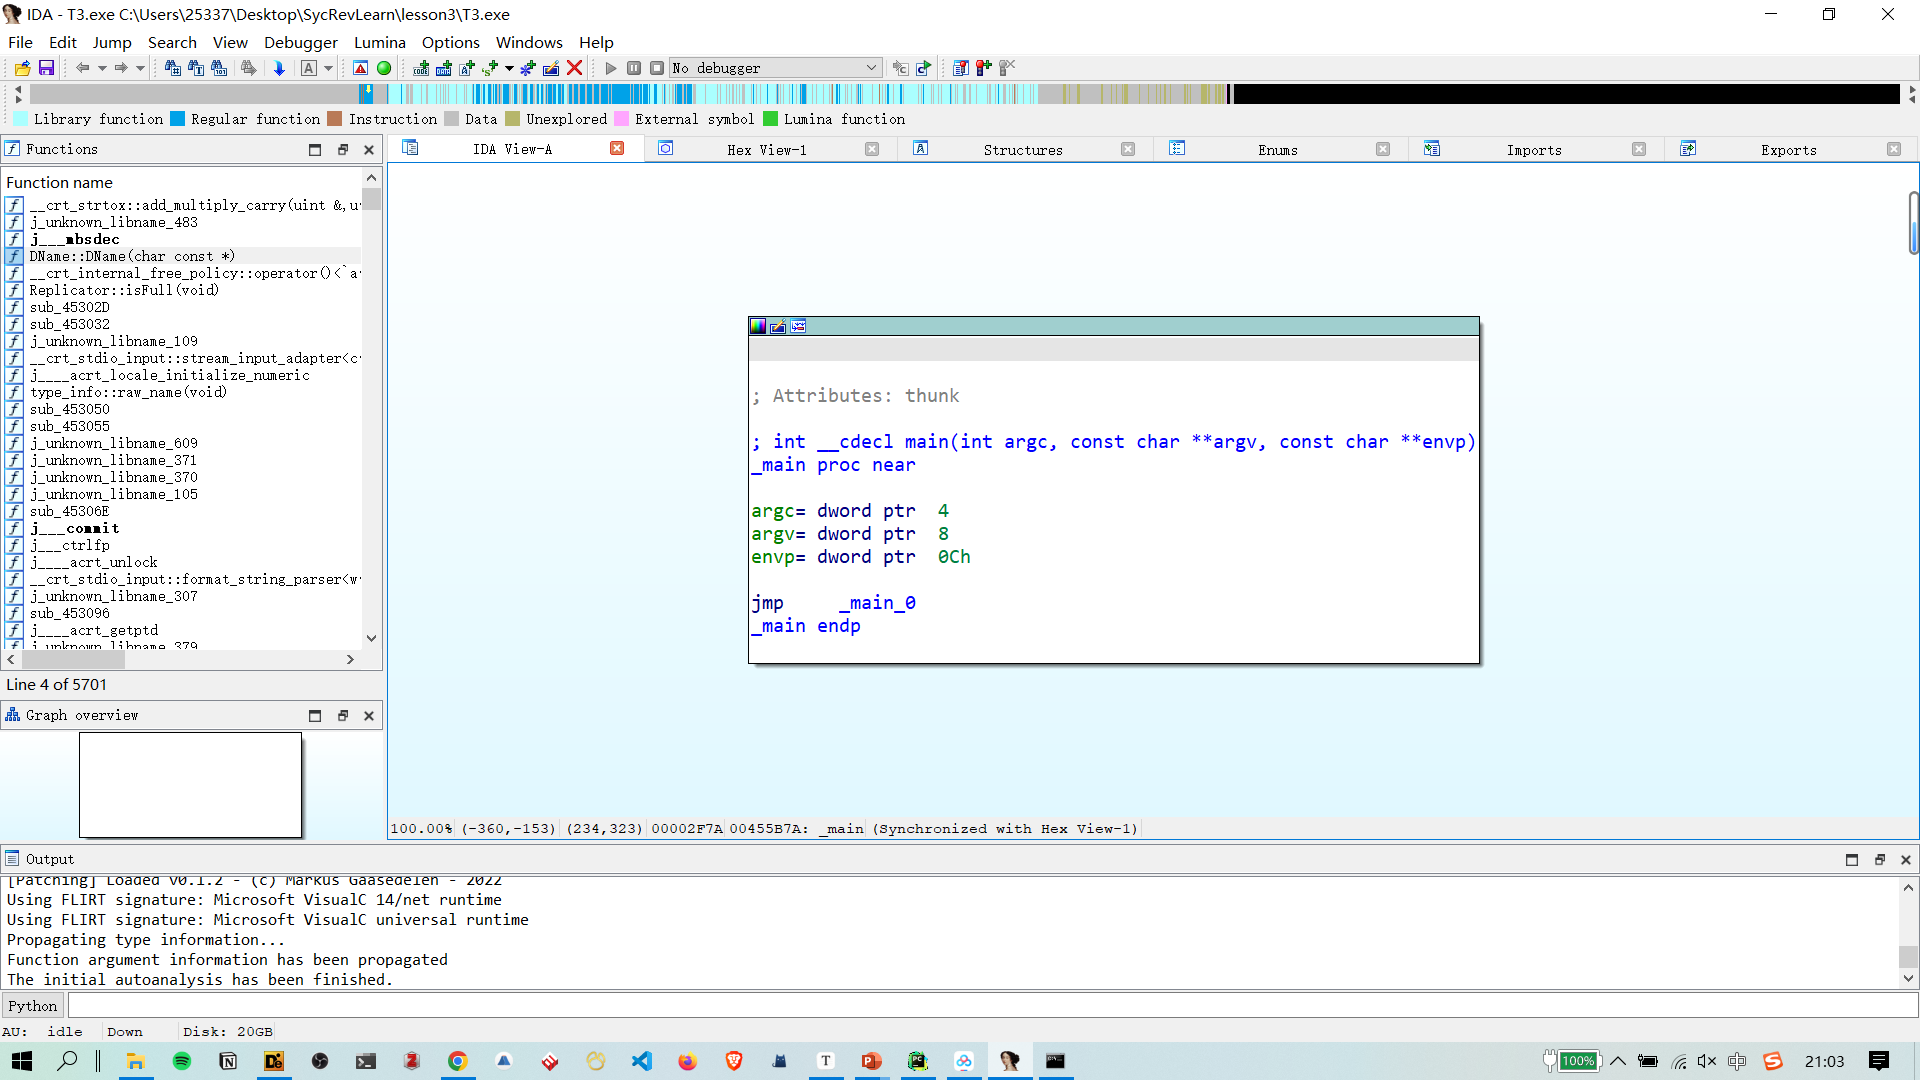 IDA - T3.exe C:\Users\25337\Desktop\SycRevLearn\lesson3\T3.exe
File Edit Jump Search View Debugger Lumina Options Windows Help
No debugger
Library function Regular function Instruction Data Unexplored External symbol Lumina function
Functions
IDA View-A Hex View-1 Structures Enums Imports Exports
Function name
__crt_strtox::add_multiply_carry(uint &,u
j_unknown_libname_483
j___mbsdec
DName::DName(char const *)
__crt_internal_free_policy::operator()<`a
Replicator::isFull(void)
sub_45302D
sub_453032
j_unknown_libname_109
__crt_stdio_input::stream_input_adapter<c
j____acrt_locale_initialize_numeric
type_info::raw_name(void)
sub_453050
sub_453055
j_unknown_libname_609
j_unknown_libname_371
j_unknown_libname_370
j_unknown_libname_105
sub_45306E
j___commit
j___ctrlfp
j____acrt_unlock
__crt_stdio_input::format_string_parser<w
j_unknown_libname_307
sub_453096
j____acrt_getptd
j_unknown_libname_379
Line 4 of 5701
Graph overview
; Attributes: thunk
; int __cdecl main(int argc, const char **argv, const char **envp)
_main proc near
argc= dword ptr 4
argv= dword ptr 8
envp= dword ptr 0Ch
jmp _main_0
_main endp
100.00% (-360,-153) (234,323) 00002F7A 00455B7A: _main (Synchronized with Hex View-1)
Output
[Patching] Loaded v0.1.2 - (c) Markus Gaasedelen - 2022
Using FLIRT signature: Microsoft VisualC 14/net runtime
Using FLIRT signature: Microsoft VisualC universal runtime
Propagating type information...
Function argument information has been propagated
The initial autoanalysis has been finished.
Python
AU: idle Down Disk: 20GB
100% 中 21:03